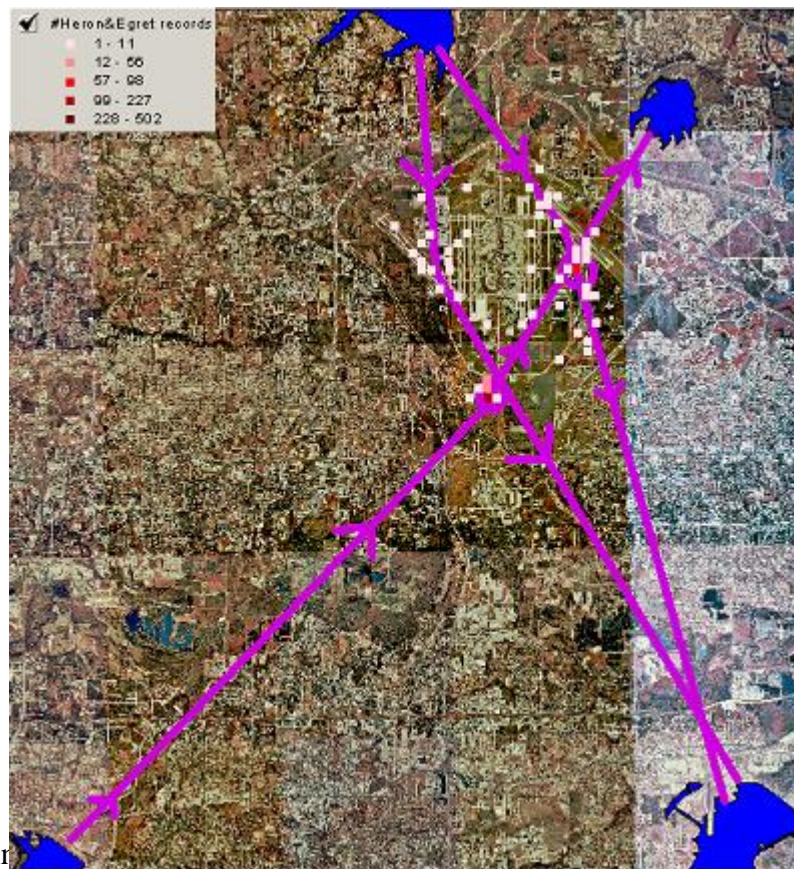 #Heron&Egret records
1 - 11
12 - 56
57 - 98
99 - 227
228 - 502
r